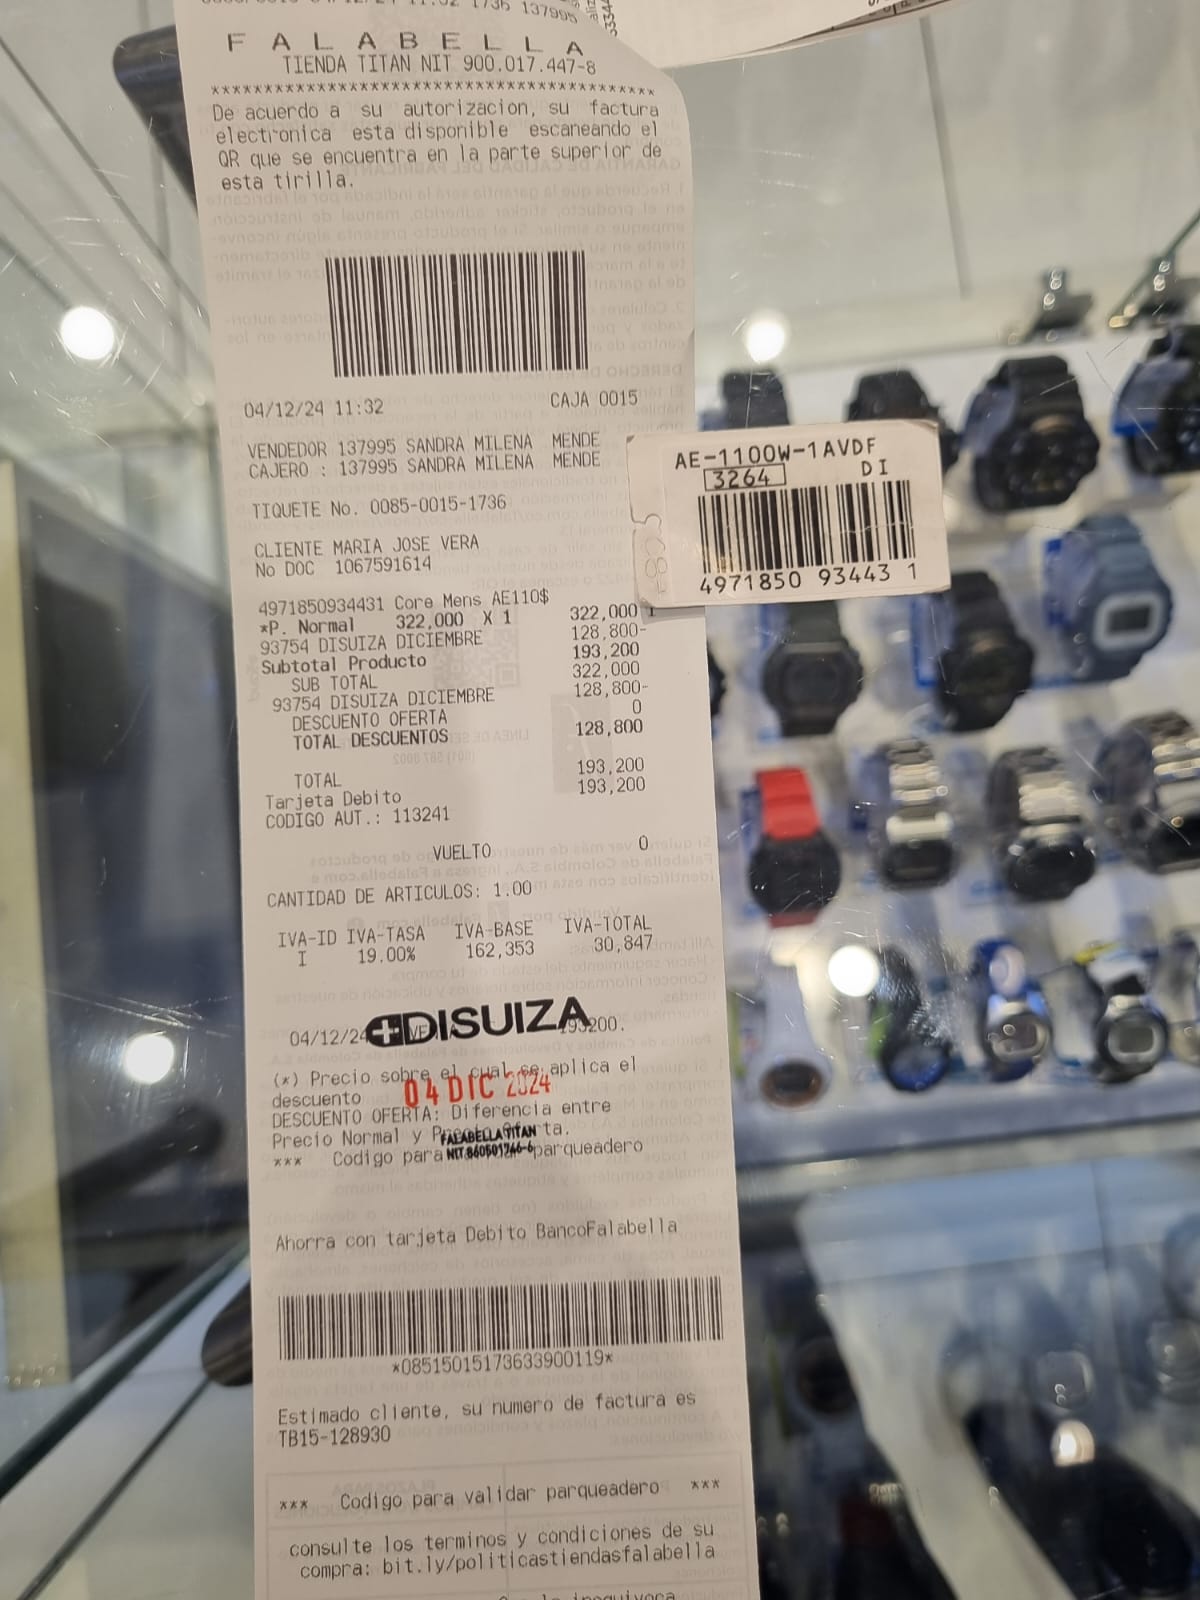 F A L A B E L L A
TIENDA TITAN NIT 900.017.447-8
De acuerdo a su autorizacion, su factura
electronica esta disponible escaneando el
QR que se encuentra en la parte superior de
esta tirilla.
04/12/24 11:32 CAJA 0015
VENDEDOR 137995 SANDRA MILENA MENDE
CAJERO : 137995 SANDRA MILENA MENDE
TIQUETE No. 0085-0015-1736
CLIENTE MARIA JOSE VERA
No DOC 1067591614
4971850934431 Core Mens AE110$
*P. Normal 322,000 X 1 322,000 I
93754 DISUIZA DICIEMBRE 128,800-
Subtotal Producto 193,200
SUB TOTAL 322,000
93754 DISUIZA DICIEMBRE 128,800-
DESCUENTO OFERTA 0
TOTAL DESCUENTOS 128,800
TOTAL 193,200
Tarjeta Debito 193,200
CODIGO AUT.: 113241
VUELTO 0
CANTIDAD DE ARTICULOS: 1.00
IVA-ID IVA-TASA IVA-BASE IVA-TOTAL
I 19.00% 162,353 30,847
04/12/24 DISUIZA 193200.
(*) Precio sobre el cual se aplica el
descuento 04 DIC 2024
DESCUENTO OFERTA: Diferencia entre
Precio Normal y
FALABELLA TITAN
*** Codigo para parqueadero
Ahorra con tarjeta Debito BancoFalabella
*08515015173633900119*
Estimado cliente, su numero de factura es
TB15-128930
*** Codigo para validar parqueadero ***
consulte los terminos y condiciones de su
compra: bit.ly/politicastiendasfalabella
AE-1100W-1AVDF
3264 DI
4971850 93443 1